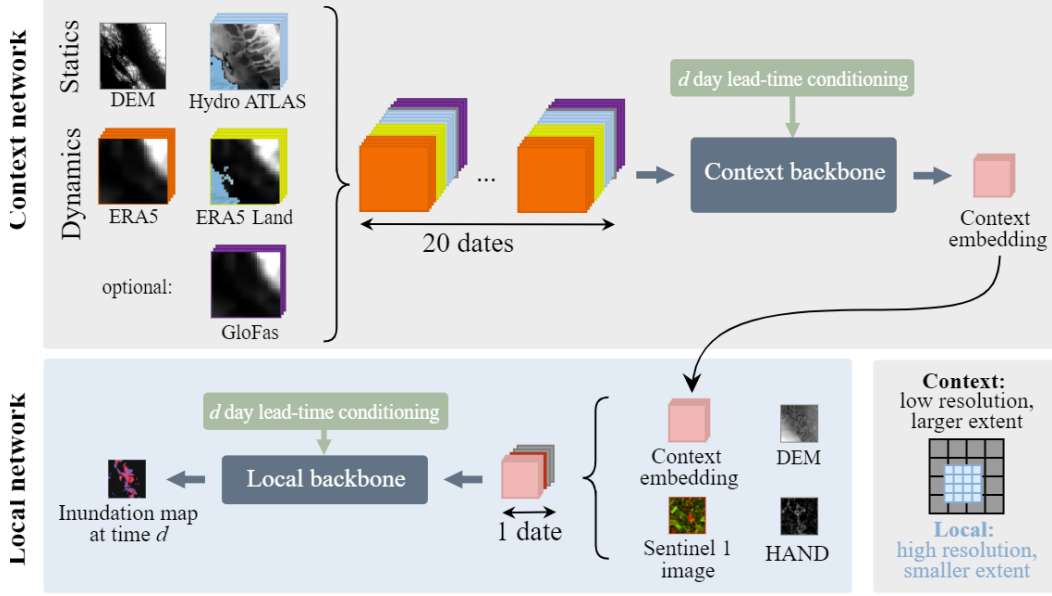 Context network
Statics
DEM
Hydro ATLAS
Dynamics
ERA5
ERA5 Land
optional:
GloFas
...
20 dates
d day lead-time conditioning
Context backbone
Context
embedding
Local network
d day lead-time conditioning
Local backbone
Inundation map
at time d
1 date
Context
embedding
DEM
Sentinel 1
image
HAND
Context:
low resolution,
larger extent
Local:
high resolution,
smaller extent